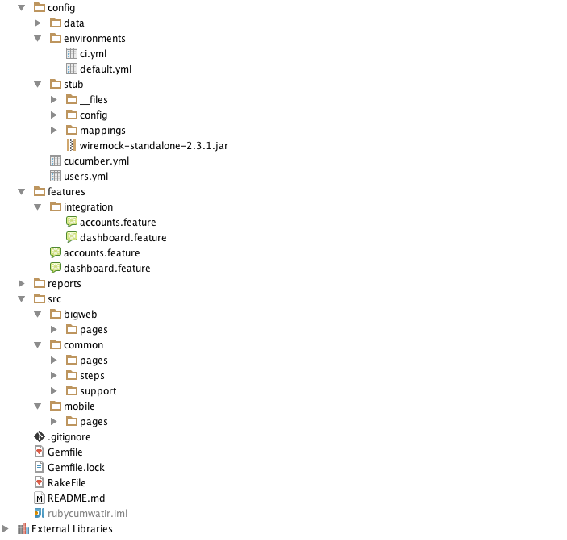 config
data
environments
ci.yml
default.yml
stub
__files
config
mappings
wiremock-standalone-2.3.1.jar
cucumber.yml
users.yml
features
integration
accounts.feature
dashboard.feature
accounts.feature
dashboard.feature
reports
src
bigweb
pages
common
pages
steps
support
mobile
pages
.gitignore
Gemfile
Gemfile.lock
RakeFile
README.md
rubycumwatir.iml
External Libraries